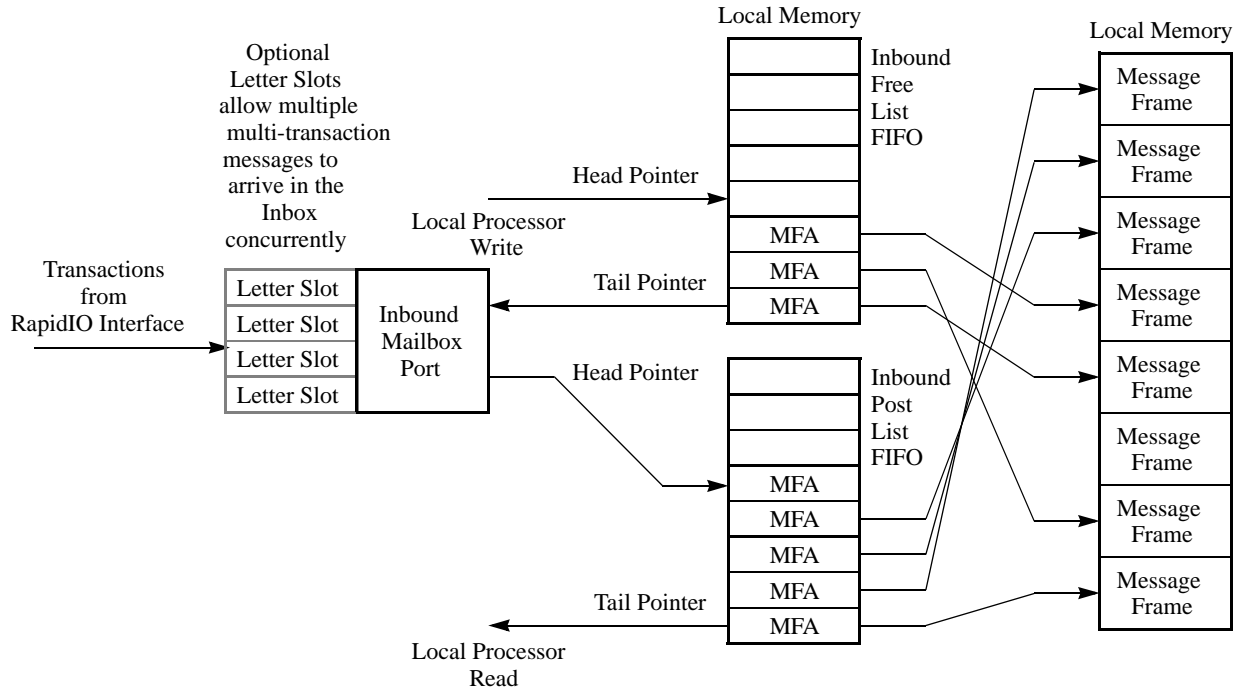 Optional
Letter Slots
allow multiple
multi-transaction
messages to
arrive in the
Inbox
concurrently
Transactions
from
RapidIO Interface
Letter Slot
Letter Slot
Letter Slot
Letter Slot
Inbound
Mailbox
Port
Head Pointer
Local Processor
Write
Tail Pointer
Head Pointer
Tail Pointer
Local Processor
Read
Local Memory
Inbound
Free
List
FIFO
MFA
MFA
MFA
Inbound
Post
List
FIFO
MFA
MFA
MFA
MFA
MFA
Local Memory
Message
Frame
Message
Frame
Message
Frame
Message
Frame
Message
Frame
Message
Frame
Message
Frame
Message
Frame